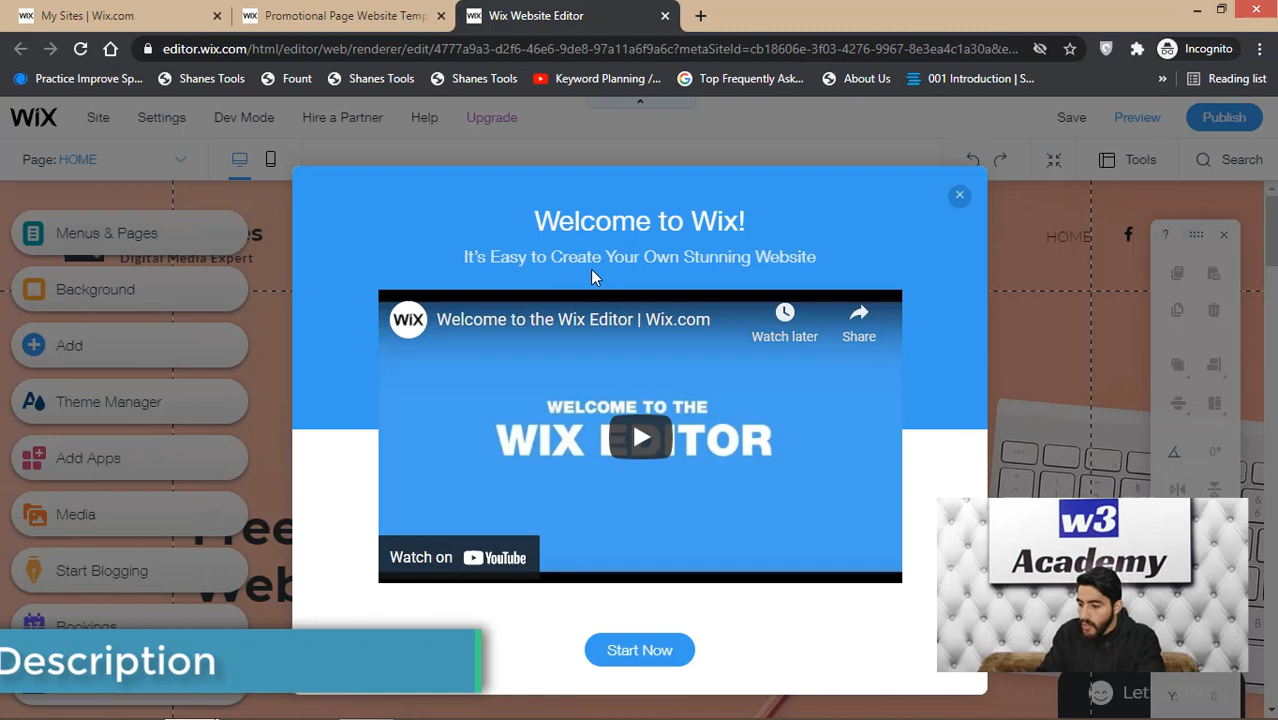 My Sites | Wix.com
Promotional Page Website Temp
Wix Website Editor
editor.wix.com/html/editor/web/renderer/edit/4777a9a3-d2f6-46e6-9de8-97a11e6f9a6c?metaSiteId=cb18606e-3f03-4276-9967-8e3ea4c1a30a&e...
Incognito
Practice Improve Sp...
Shanes Tools
Fount
Shanes Tools
Shanes Tools
Keyword Planning /...
Top Frequently Ask...
About Us
001 Introduction | S...
»
Reading list
WiX
Site
Settings
Dev Mode
Hire a Partner
Help
Upgrade
Save
Preview
Publish
Page: HOME
Tools
Search
Welcome to Wix!
It's Easy to Create Your Own Stunning Website
WiX
Welcome to the Wix Editor | Wix.com
Watch later
Share
WELCOME TO THE
WIX EDITOR
Watch on YouTube
Start Now
Menus & Pages
Digital Media Expert
Background
Add
Theme Manager
Add Apps
Media
Start Blogging
Bookings
Free
Web
HOME
f
?
0°
Y:
w3
Academy
Description